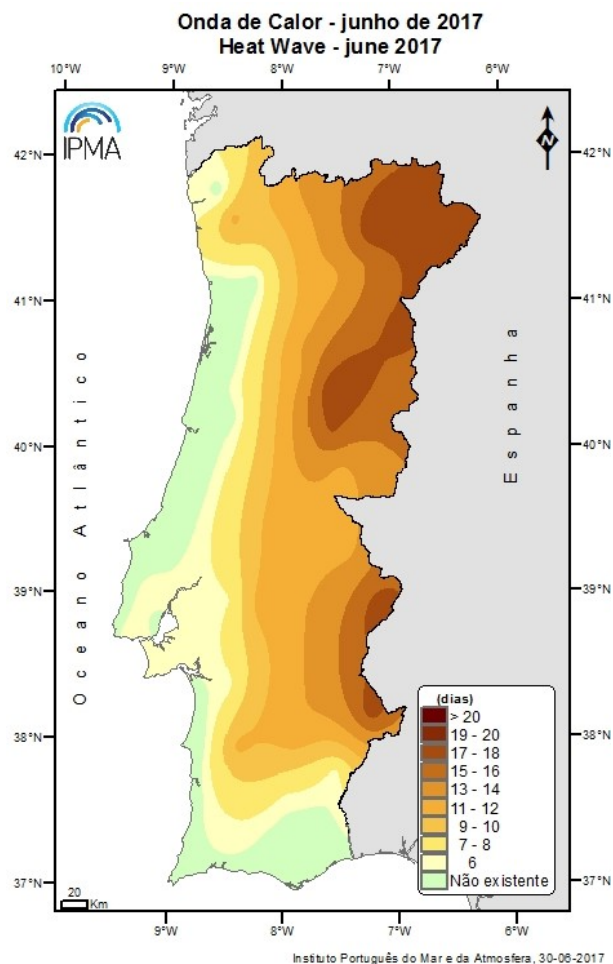 Onda de Calor - junho de 2017
Heat Wave - june 2017
10°W 9°W 8°W 7°W 6°W
IPMA
N
42°N 42°N
41°N 41°N
Oceano Atlântico
Espanha
40°N 40°N
39°N 39°N
38°N 38°N
37°N 37°N
(dias)
> 20
19 - 20
17 - 18
15 - 16
13 - 14
11 - 12
9 - 10
7 - 8
6
Não existente
20
Km
9°W 8°W 7°W 6°W
Instituto Português do Mar e da Atmosfera, 30-06-2017